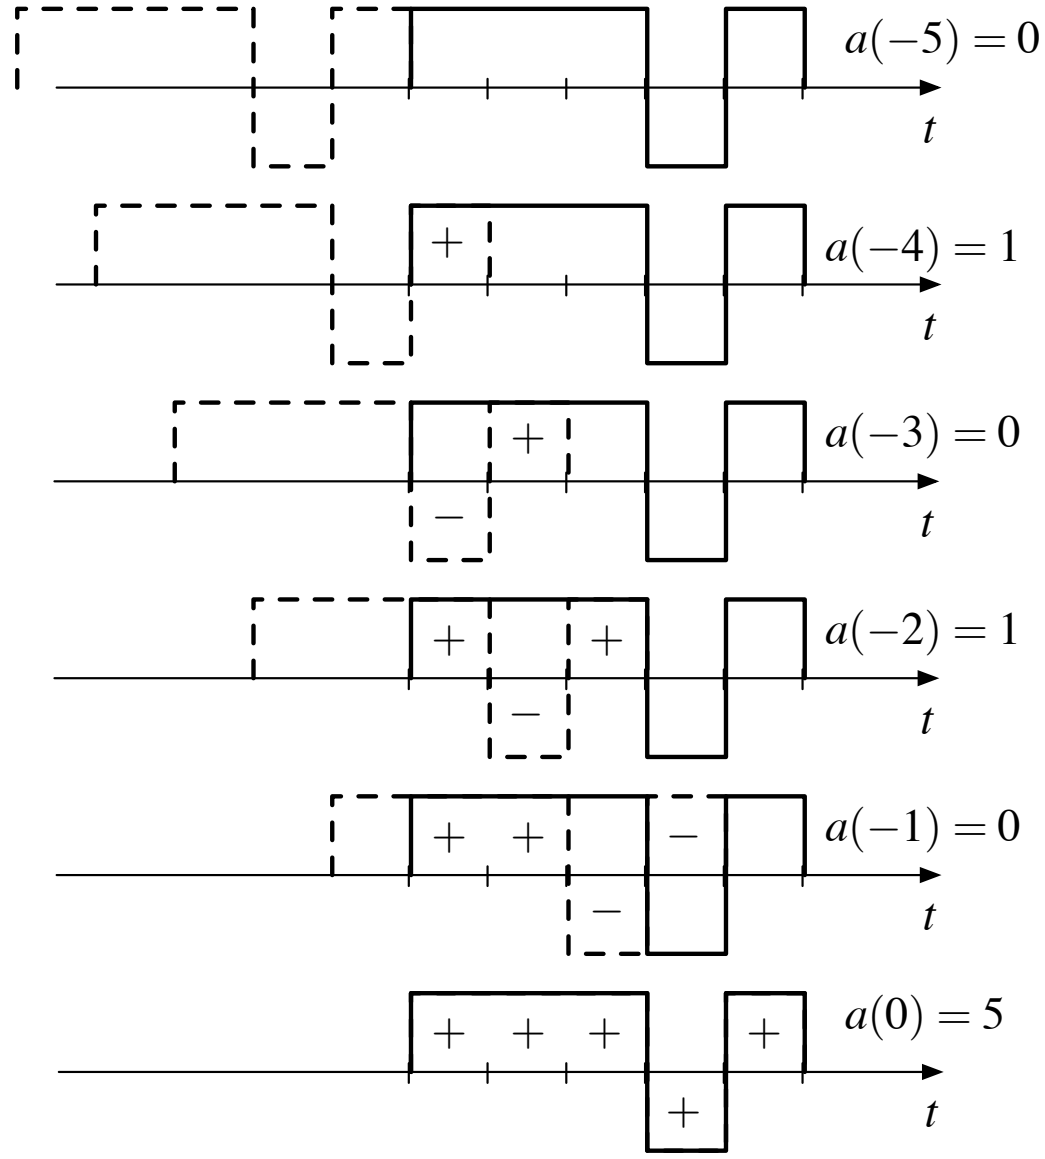 a(−5) = 0
t
+
a(−4) = 1
t
+
a(−3) = 0
−
t
+ +
a(−2) = 1
−
t
+ + −
a(−1) = 0
−
t
a(0) = 5
+ + + +
+
t